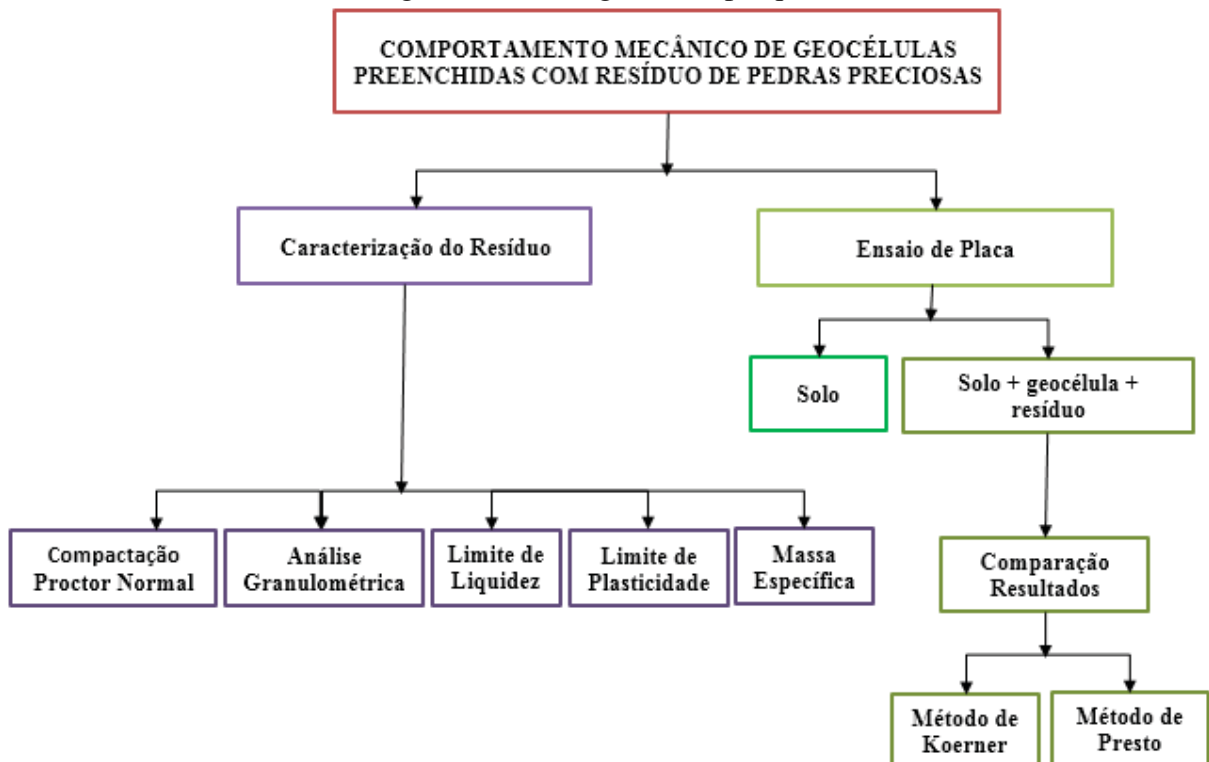 COMPORTAMENTO MECÂNICO DE GEOCÉLULAS
PREENCHIDAS COM RESÍDUO DE PEDRAS PRECIOSAS
Caracterização do Resíduo
Ensaio de Placa
Solo
Solo + geocélula +
resíduo
Compactação
Proctor Normal
Análise
Granulométrica
Limite de
Liquidez
Limite de
Plasticidade
Massa
Específica
Comparação
Resultados
Método de
Koerner
Método de
Presto